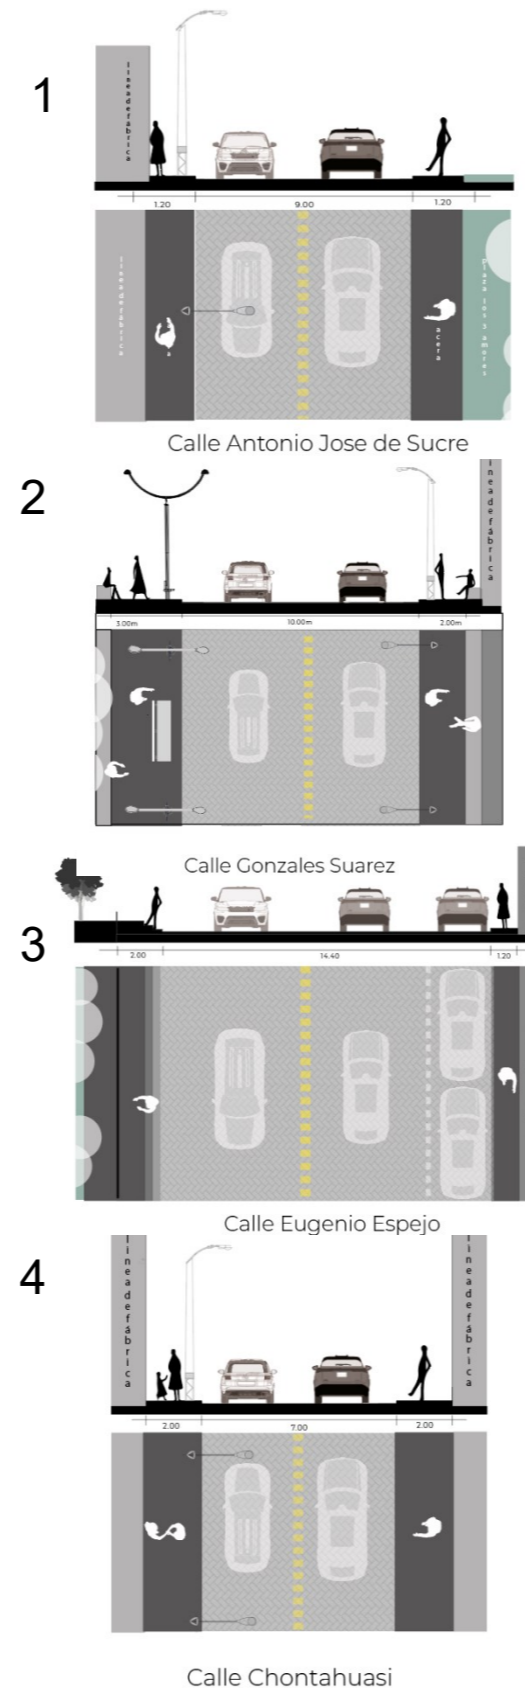 1
lineadefábrica
1.20 9.00 1.20
lineadefábrica
a
acera
plaza los 3 amores
Calle Antonio Jose de Sucre
2
ineadefábrica
3.00m 10.00m 2.00m
Calle Gonzales Suarez
3
2.00 14.40 1.20
Calle Eugenio Espejo
4
lineadefábrica
lineadefábrica
2.00 7.00 2.00
Calle Chontahuasi